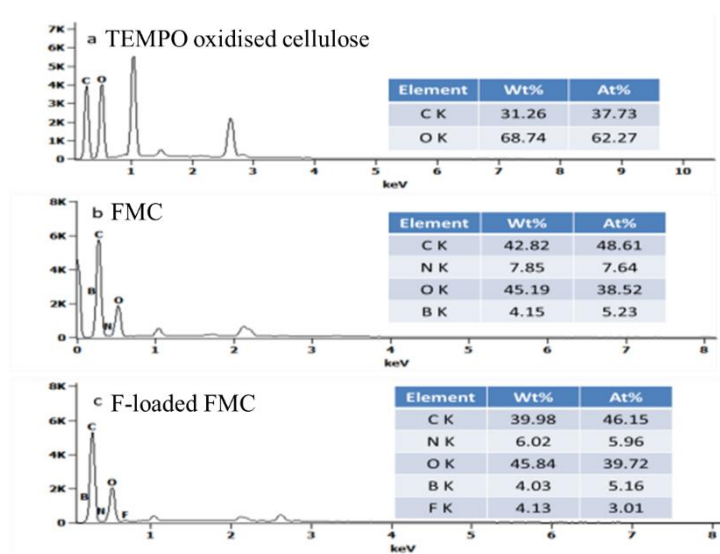 a TEMPO oxidised cellulose
7K
6K
5K
4K
3K
2K
1K
0
C O
1 2 3 4 5 6 7 8 9 10
keV
Element Wt% At%
C K 31.26 37.73
O K 68.74 62.27
b FMC
8K
6K
4K
2K
0
B C N O
0 1 2 3 4 5 6 7 8
keV
Element Wt% At%
C K 42.82 48.61
N K 7.85 7.64
O K 45.19 38.52
B K 4.15 5.23
c F-loaded FMC
8K
6K
4K
2K
0
B C N O F
1 2 3 4 5 6 7 8
keV
Element Wt% At%
C K 39.98 46.15
N K 6.02 5.96
O K 45.84 39.72
B K 4.03 5.16
F K 4.13 3.01